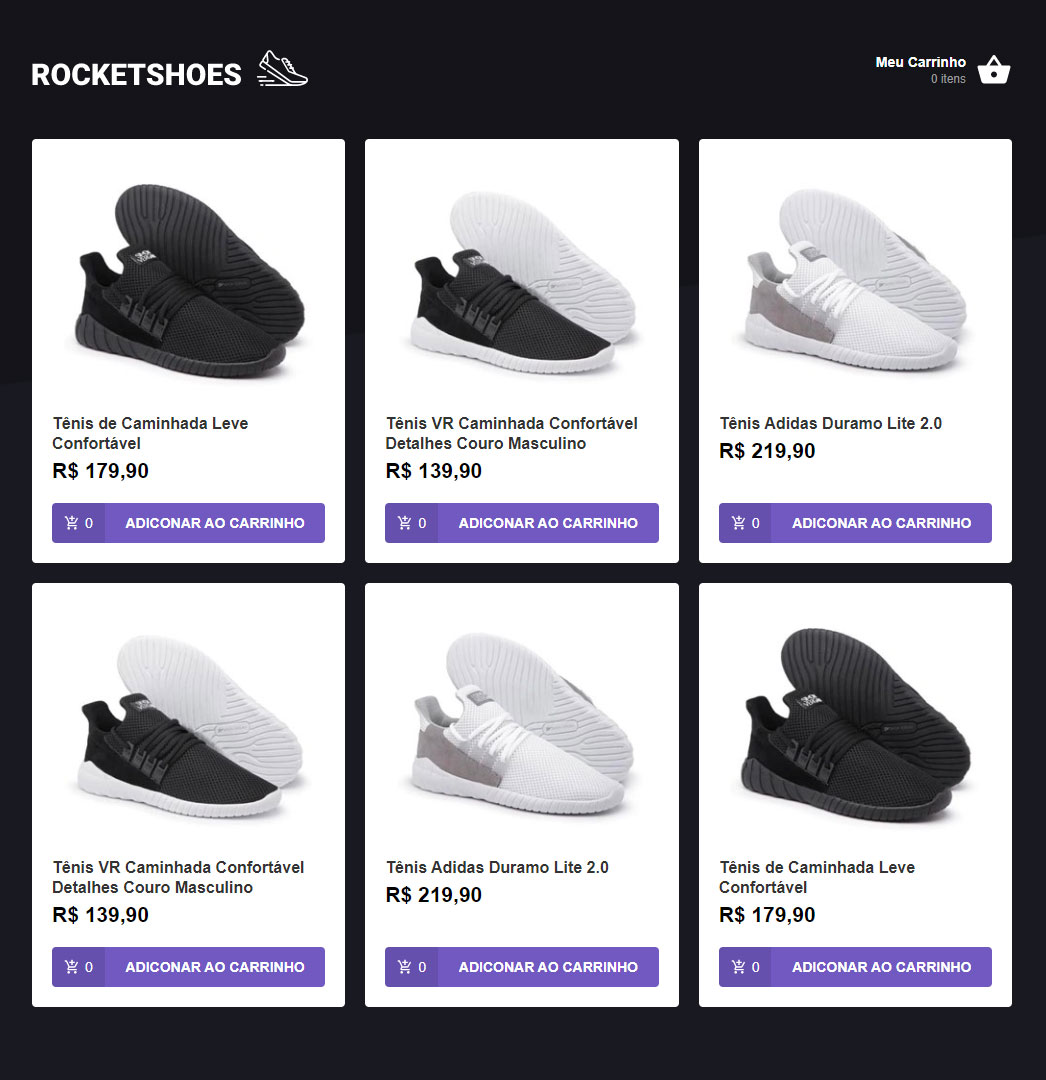 ROCKETSHOES
Meu Carrinho
0 itens
Tênis de Caminhada Leve
Confortável
R$ 179,90
0 ADICONAR AO CARRINHO
Tênis VR Caminhada Confortável
Detalhes Couro Masculino
R$ 139,90
0 ADICONAR AO CARRINHO
Tênis Adidas Duramo Lite 2.0
R$ 219,90
0 ADICONAR AO CARRINHO
Tênis VR Caminhada Confortável
Detalhes Couro Masculino
R$ 139,90
0 ADICONAR AO CARRINHO
Tênis Adidas Duramo Lite 2.0
R$ 219,90
0 ADICONAR AO CARRINHO
Tênis de Caminhada Leve
Confortável
R$ 179,90
0 ADICONAR AO CARRINHO